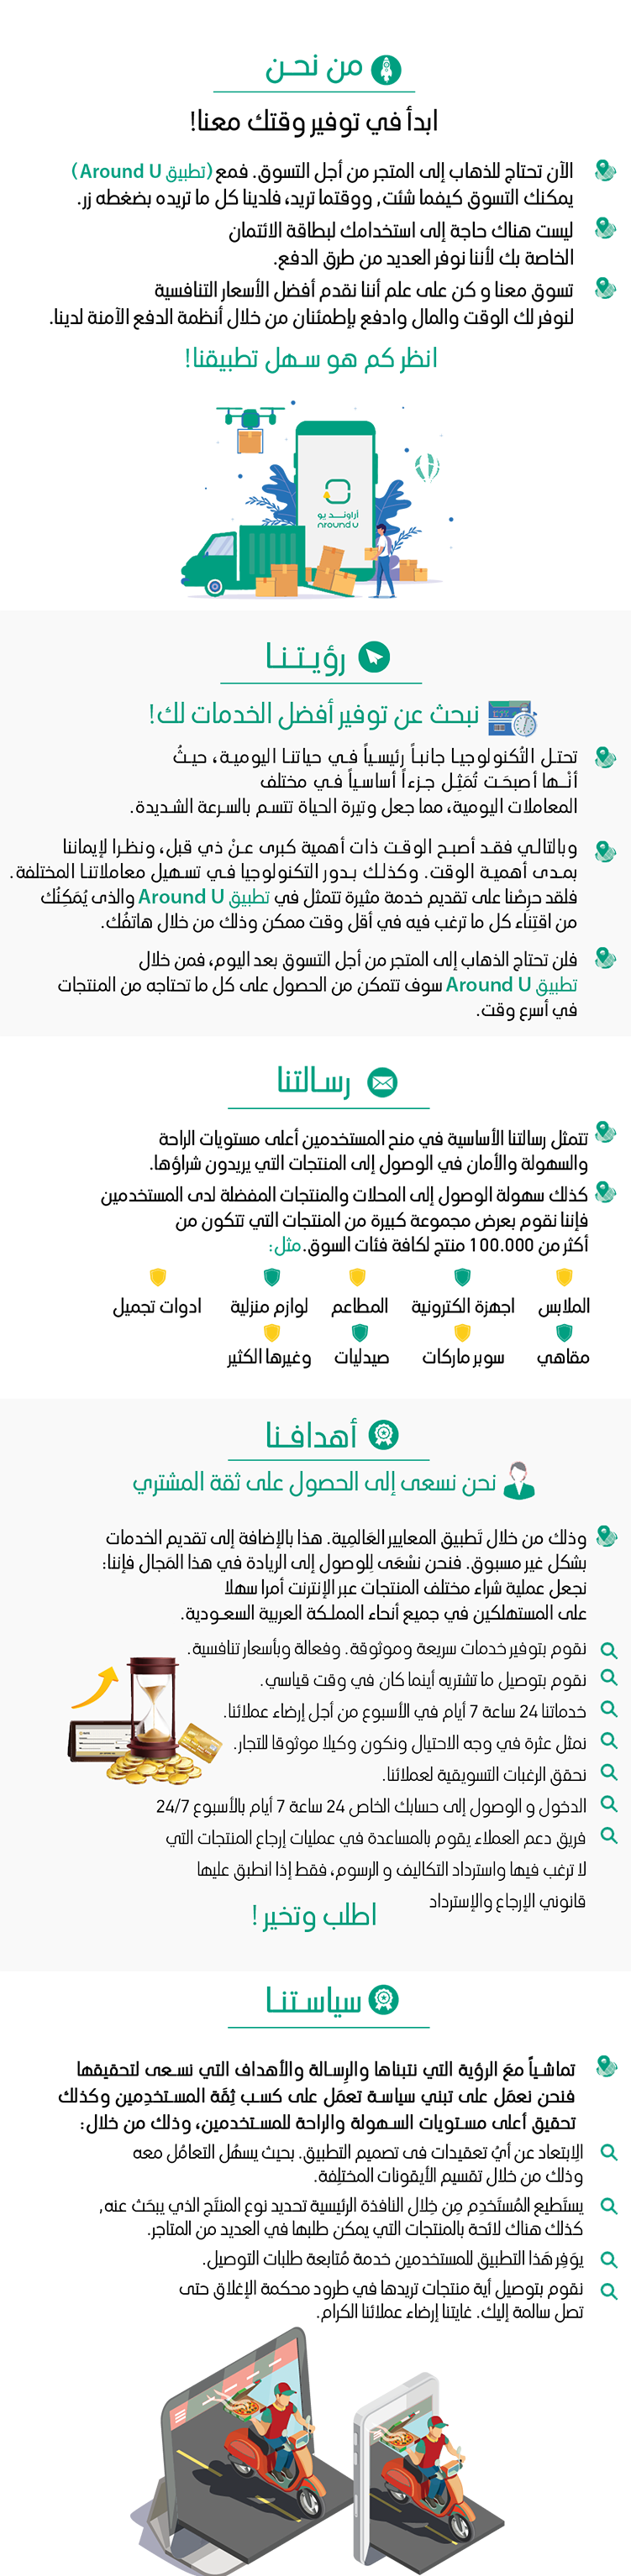 من نحن
ابدأ في توفير وقتك معنا!
الآن تحتاج للذهاب إلى المتجر من أجل التسوق. فمع (تطبيق Around U)
يمكنك التسوق كيفما شئت, ووقتما تريد، فلدينا كل ما تريده بضغطه زر.
ليست هناك حاجة إلى استخدامك لبطاقة الائتمان
الخاصة بك لأننا نوفر العديد من طرق الدفع.
تسوق معنا و كن على علم أننا نقدم أفضل الأسعار التنافسية
لنوفر لك الوقت والمال وادفع بإطمئنان من خلال أنظمة الدفع الآمنة لدينا.
انظر كم هو سهل تطبيقنا!
أراوند يو
around u
رؤيتنا
نبحث عن توفير أفضل الخدمات لك!
تحتل التُكنولوجيا جانباً رئيسياً في حياتنا اليومية، حيثُ
أنْها أصبحَت تُمَثِل جزءاً أساسياً في مختلف
المعاملات اليومية، مما جعل وتيرة الحياة تتسم بالسرعة الشديدة.
وبالتالي فقد أصبح الوقت ذات أهمية كبرى عنْ ذي قبل، ونظرا لإيماننا
بمدى أهمية الوقت. وكذلك بدور التكنولوجيا في تسهيل معاملاتنا المختلفة.
فلقد حرِصْنا على تقديم خدمة مثيرة تتمثل في تطبيق Around U والذى يُمَكِنُك
من اقتِناء كل ما ترغب فيه في أقل وقت ممكن وذلك من خلال هاتفُك.
فلن تحتاج الذهاب إلى المتجر من أجل التسوق بعد اليوم، فمن خلال
تطبيق Around U سوف تتمكن من الحصول على كل ما تحتاجه من المنتجات
في أسرع وقت.
رسالتنا
تتمثل رسالتنا الأساسية في منح المستخدمين أعلى مستويات الراحة
والسهولة والأمان في الوصول إلى المنتجات التي يريدون شراؤها.
كذلك سهولة الوصول إلى المحلات والمنتجات المفضلة لدى المستخدمين
فإننا نقوم بعرض مجموعة كبيرة من المنتجات التي تتكون من
أكثر من 100.000 منتج لكافة فئات السوق. مثل:
الملابس اجهزة الكترونية المطاعم لوازم منزلية ادوات تجميل
مقاهي سوبر ماركات صيدليات وغيرها الكثير
أهدافنا
نحن نسعى إلى الحصول على ثقة المشتري
وذلك من خلال تَطبيق المعايير العَالمِية. هذا بالإضافة إلى تقديم الخدمات
بشكل غير مسبوق. فنحن نسْعَى لِلوصول إلى الريادة في هذا المَجال فإننا:
نجعل عملية شراء مختلف المنتجات عبر الإنترنت أمرا سهلا
على المستهلكين في جميع أنحاء المملكة العربية السعودية.
نقوم بتوفير خدمات سريعة وموثوقة. وفعالة وبأسعار تنافسية.
نقوم بتوصيل ما تشتريه أينما كان في وقت قياسي.
خدماتنا 24 ساعة 7 أيام في الأسبوع من أجل إرضاء عملائنا.
نمثل عثرة في وجه الاحتيال ونكون وكيلا موثوقا للتجار.
نحقق الرغبات التسويقية لعملائنا.
الدخول و الوصول إلى حسابك الخاص 24 ساعة 7 أيام بالأسبوع 24/7
فريق دعم العملاء يقوم بالمساعدة في عمليات إرجاع المنتجات التي
لا ترغب فيها واسترداد التكاليف و الرسوم، فقط إذا انطبق عليها
قانوني الإرجاع والإسترداد
اطلب وتخير!
سياستنا
تماشياً معَ الرؤية التي نتبناها والرِسالة والأهداف التي نسعى لتحقيقها
فنحن نعمَل على تبني سياسة تعمَل على كسب ثِقَة المستخدِمين وكذلك
تحقيق أعلى مستويات السهولة والراحة للمستخدمين، وذلك من خلال:
الِابتعاد عن أيُ تعقيدات فى تصميم التطبيق. بحيث يسهُل التعامُل معه
وذلك من خلال تقسيم الأيقونات المختلِفة.
يستَطيع المُستَخدِم مِن خِلال النافذة الرئيسية تحديد نوع المنتَج الذي يبحَث عنه,
كذلك هناك لائحة بالمنتجات التي يمكن طلبها في العديد من المتاجر.
يوَفِر هَذا التطبيق للمستخدمين خدمة مُتابعة طلبات التوصيل.
نقوم بتوصيل أية منتجات تريدها في طرود محكمة الإغلاق حتى
تصل سالمة إليك. غايتنا إرضاء عملائنا الكرام.